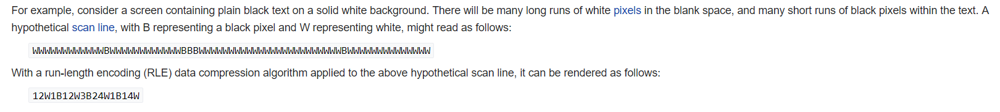 For example, consider a screen containing plain black text on a solid white background. There will be many long runs of white pixels in the blank space, and many short runs of black pixels within the text. A
hypothetical scan line, with B representing a black pixel and W representing white, might read as follows:
WWWWWWWWWWWWBWWWWWWWWWWWWBBBWWWWWWWWWWWWWWWWWWWWWWWWBWWWWWWWWWWWWWW
With a run-length encoding (RLE) data compression algorithm applied to the above hypothetical scan line, it can be rendered as follows:
12W1B12W3B24W1B14W